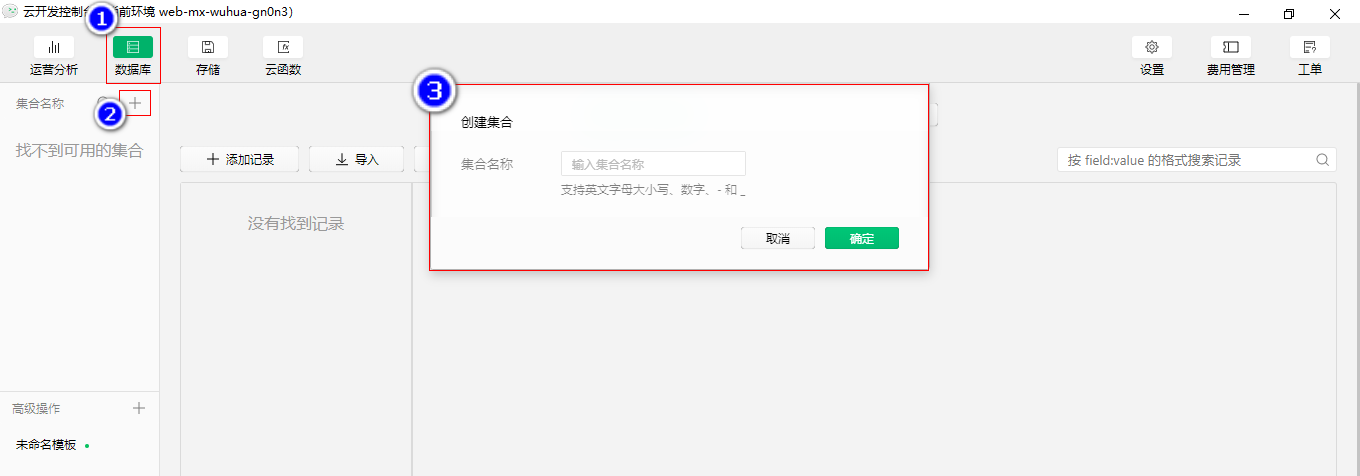 云开发控制台（当前环境 web-mx-wuhua-gn0n3）
1
运营分析
数据库
存储
云函数
设置
费用管理
工单
集合名称
2
3
创建集合
找不到可用的集合
添加记录
导入
集合名称
输入集合名称
按 field:value 的格式搜索记录
支持英文字母大小写、数字、- 和 _
没有找到记录
取消
确定
高级操作
未命名模板